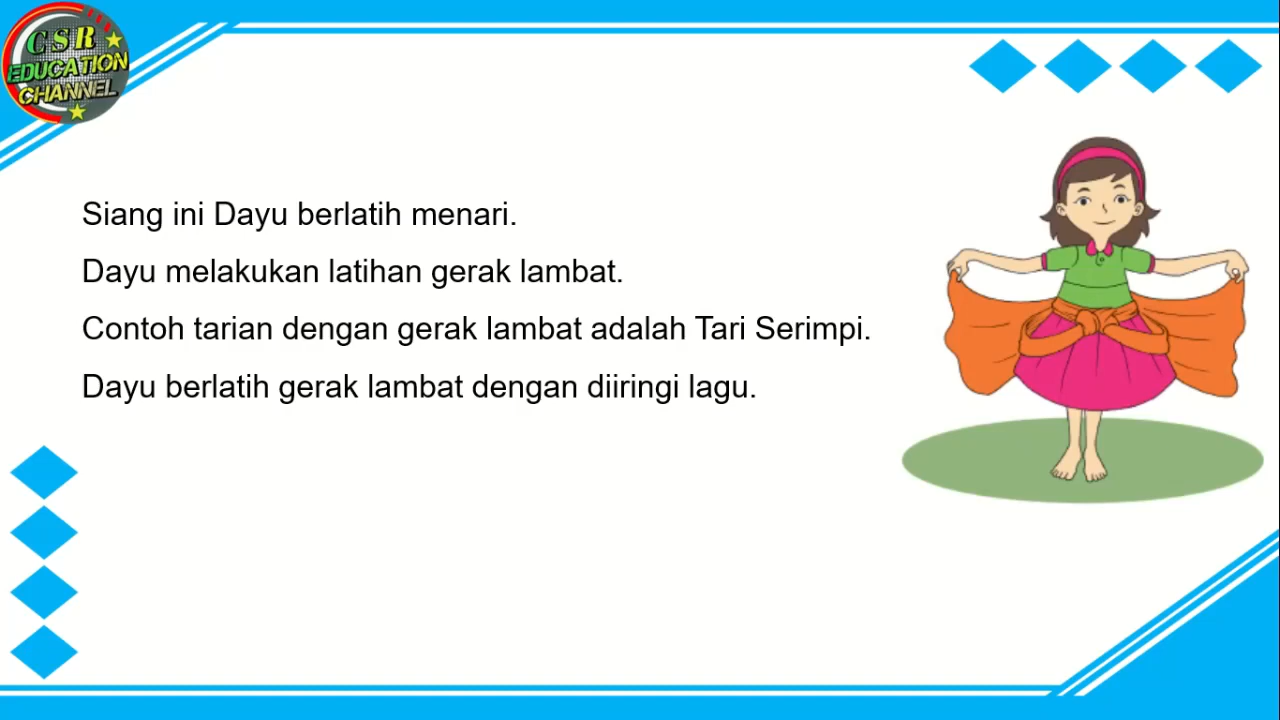 CSR
EDUCATION
CHANNEL
Siang ini Dayu berlatih menari.
Dayu melakukan latihan gerak lambat.
Contoh tarian dengan gerak lambat adalah Tari Serimpi.
Dayu berlatih gerak lambat dengan diiringi lagu.